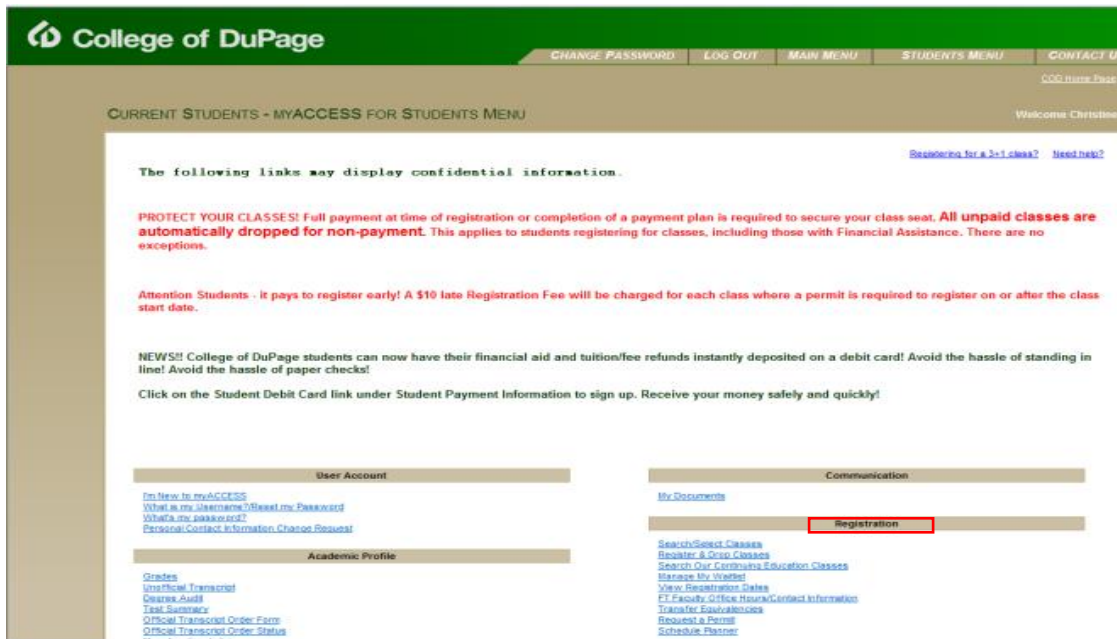 College of DuPage
CHANGE PASSWORD LOG OUT MAIN MENU STUDENTS MENU CONTACT U
COD Home Page
CURRENT STUDENTS - MYACCESS FOR STUDENTS MENU
Welcome Christine
Registering for a 3+1 class? Need help?
The following links may display confidential information.
PROTECT YOUR CLASSES! Full payment at time of registration or completion of a payment plan is required to secure your class seat. All unpaid classes are
automatically dropped for non-payment. This applies to students registering for classes, including those with Financial Assistance. There are no
exceptions.
Attention Students - it pays to register early! A $10 late Registration Fee will be charged for each class where a permit is required to register on or after the class
start date.
NEWS!! College of DuPage students can now have their financial aid and tuition/fee refunds instantly deposited on a debit card! Avoid the hassle of standing in
line! Avoid the hassle of paper checks!
Click on the Student Debit Card link under Student Payment Information to sign up. Receive your money safely and quickly!
User Account
I'm New to myACCESS
What is my Username?/Reset my Password
What's my password?
Personal Contact Information Change Request
Academic Profile
Grades
Unofficial Transcript
Degree Audit
Test Summary
Official Transcript Order Form
Official Transcript Order Status
Communication
My Documents
Registration
Search/Select Classes
Register & Drop Classes
Search Our Continuing Education Classes
Manage My Waitlist
View Registration Dates
FT Faculty Office Hours/Contact Information
Transfer Equivalencies
Request a Permit
Schedule Planner